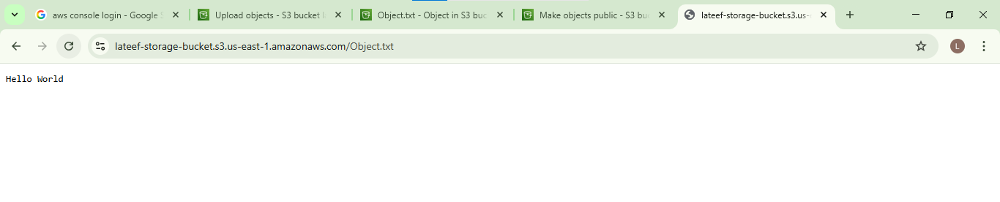 aws console login - Google S
Upload objects - S3 bucket l
Object.txt - Object in S3 buc
Make objects public - S3 bu
lateef-storage-bucket.s3.us-
lateef-storage-bucket.s3.us-east-1.amazonaws.com/Object.txt
L
Hello World